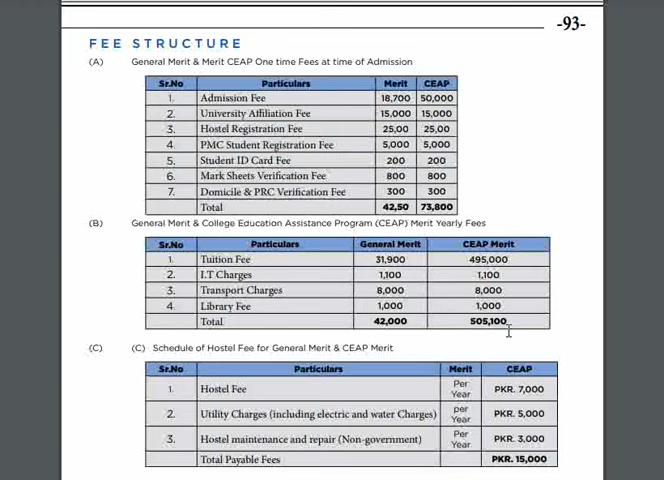 -93-
FEE STRUCTURE
(A) General Merit & Merit CEAP One time Fees at time of Admission
Sr.No Particulars Merit CEAP
1. Admission Fee 18,700 50,000
2. University Affiliation Fee 15,000 15,000
3. Hostel Registration Fee 25,00 25,00
4. PMC Student Registration Fee 5,000 5,000
5. Student ID Card Fee 200 200
6. Mark Sheets Verification Fee 800 800
7. Domicile & PRC Verification Fee 300 300
Total 42,50 73,800
(B) General Merit & College Education Assistance Program (CEAP) Merit Yearly Fees
Sr.No Particulars General Merit CEAP Merit
1. Tuition Fee 31,900 495,000
2. I.T Charges 1,100 1,100
3. Transport Charges 8,000 8,000
4. Library Fee 1,000 1,000
Total 42,000 505,100
(C) (C) Schedule of Hostel Fee for General Merit & CEAP Merit
Sr.No Particulars Merit CEAP
1. Hostel Fee Per Year PKR. 7,000
2. Utility Charges (including electric and water Charges) per Year PKR. 5,000
3. Hostel maintenance and repair (Non-government) Per Year PKR. 3,000
Total Payable Fees PKR. 15,000